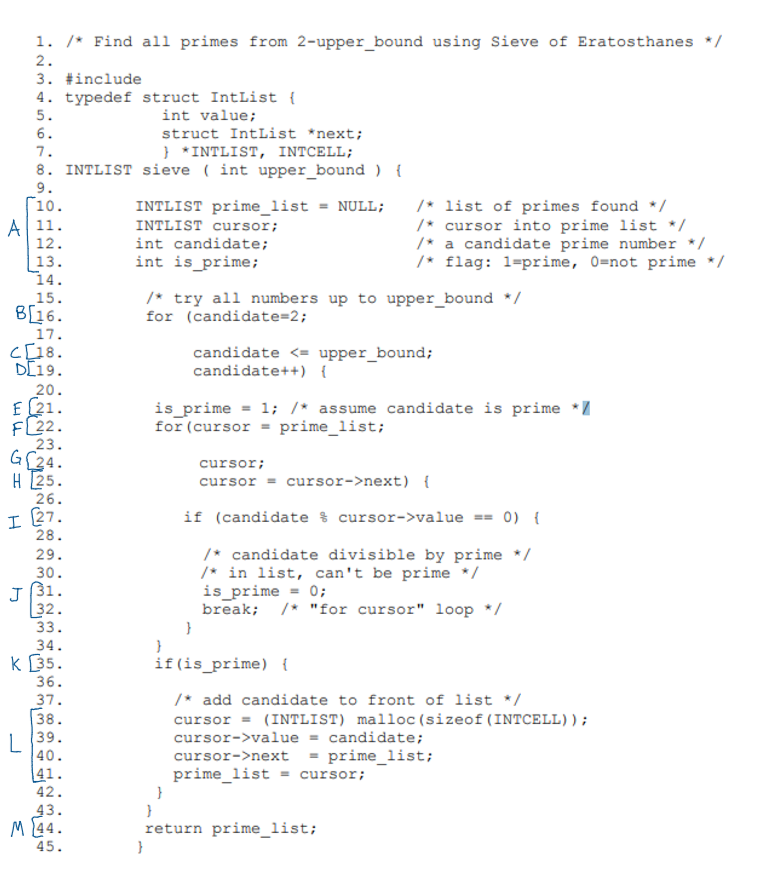 1. /* Find all primes from 2-upper_bound using Sieve of Eratosthanes */
2.
3. #include
4. typedef struct IntList {
5. int value;
6. struct IntList *next;
7. } *INTLIST, INTCELL;
8. INTLIST sieve ( int upper_bound ) {
9.
10. INTLIST prime_list = NULL; /* list of primes found */
A 11. INTLIST cursor; /* cursor into prime list */
12. int candidate; /* a candidate prime number */
13. int is_prime; /* flag: 1=prime, 0=not prime */
14.
15. /* try all numbers up to upper_bound */
B 16. for (candidate=2;
17.
C 18. candidate <= upper_bound;
D 19. candidate++) {
20.
E 21. is_prime = 1; /* assume candidate is prime */
F 22. for(cursor = prime_list;
23.
G 24. cursor;
H 25. cursor = cursor->next) {
26.
I 27. if (candidate % cursor->value == 0) {
28.
29. /* candidate divisible by prime */
30. /* in list, can't be prime */
J 31. is_prime = 0;
32. break; /* "for cursor" loop */
33. }
34. }
K 35. if(is_prime) {
36.
37. /* add candidate to front of list */
38. cursor = (INTLIST) malloc(sizeof(INTCELL));
L 39. cursor->value = candidate;
40. cursor->next = prime_list;
41. prime_list = cursor;
42. }
43. }
M 44. return prime_list;
45. }